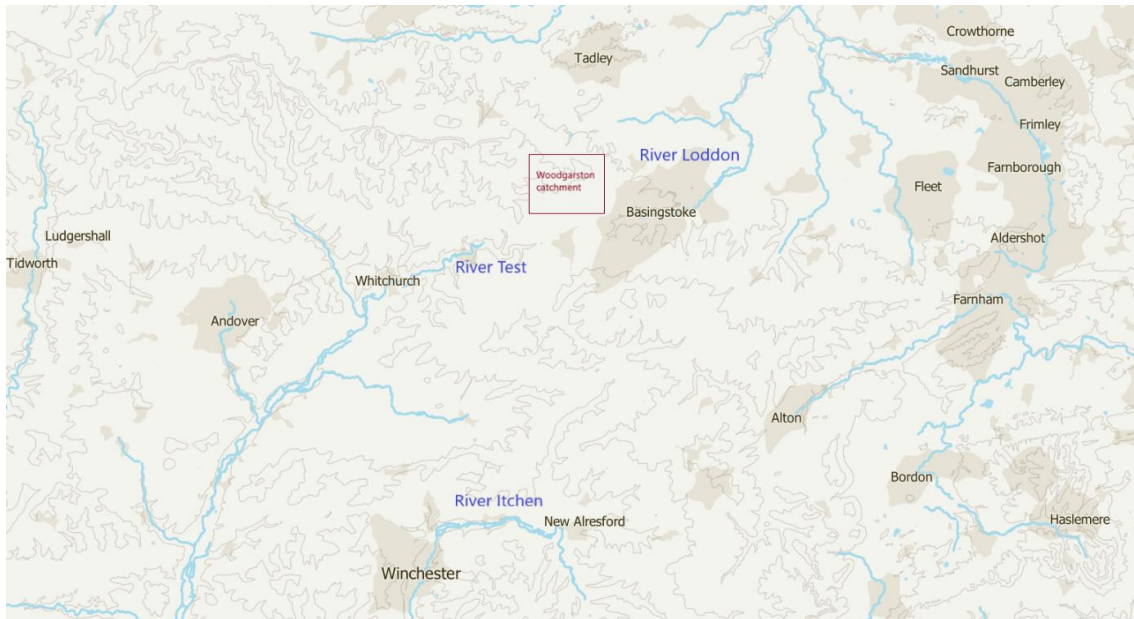 Crowthorne
Tadley
Sandhurst
Camberley
Frimley
River Loddon
Farnborough
Woodgarston
catchment
Fleet
Basingstoke
Ludgershall
Aldershot
Tidworth
River Test
Whitchurch
Farnham
Andover
Alton
Bordon
River Itchen
New Alresford
Haslemere
Winchester